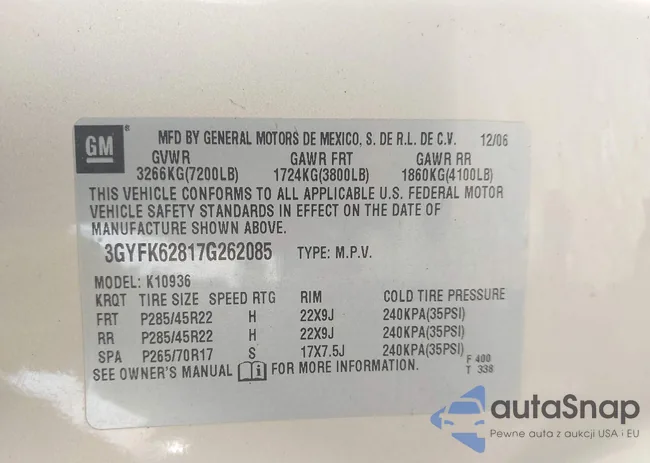 GM® MFD BY GENERAL MOTORS DE MEXICO, S. DE R.L. DE C.V. 12/06
GVWR GAWR FRT GAWR RR
3266KG(7200LB) 1724KG(3800LB) 1860KG(4100LB)
THIS VEHICLE CONFORMS TO ALL APPLICABLE U.S. FEDERAL MOTOR
VEHICLE SAFETY STANDARDS IN EFFECT ON THE DATE OF
MANUFACTURE SHOWN ABOVE.
3GYFK62817G262085 TYPE: M.P.V.
MODEL: K10936
KRQT TIRE SIZE SPEED RTG RIM COLD TIRE PRESSURE
FRT P285/45R22 H 22X9J 240KPA(35PSI)
RR P285/45R22 H 22X9J 240KPA(35PSI)
SPA P265/70R17 S 17X7.5J 240KPA(35PSI)
SEE OWNER'S MANUAL FOR MORE INFORMATION.
F 400
T 338
autaSnap
Pewne auta z aukcji USA i EU